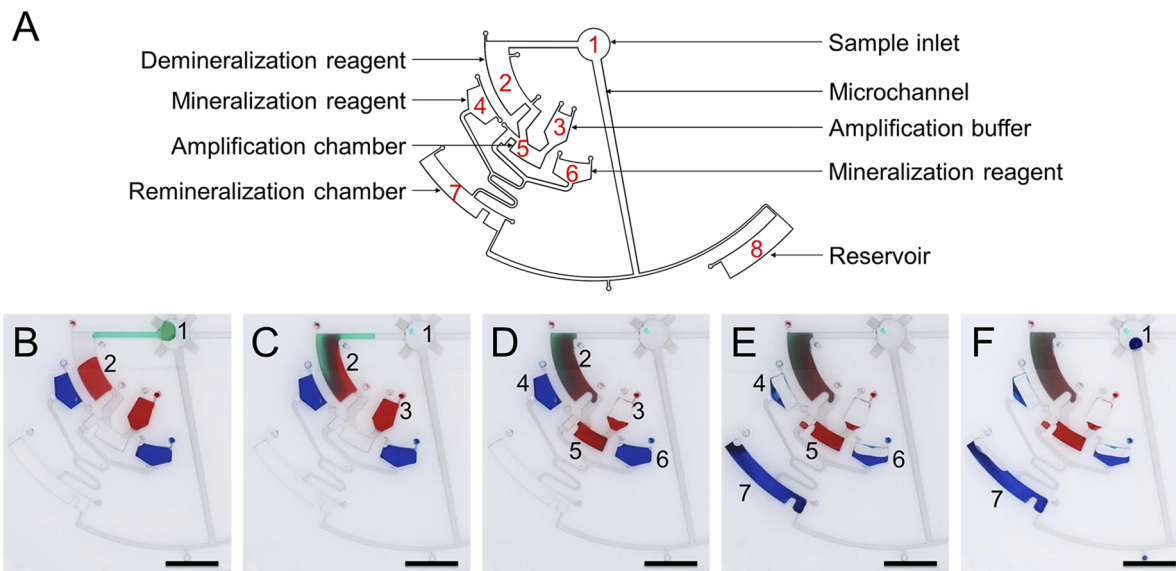 A
Demineralization reagent
Mineralization reagent
Amplification chamber
Remineralization chamber
1
2
4
3
5
6
7
8
Sample inlet
Microchannel
Amplification buffer
Mineralization reagent
Reservoir
B
1
2
C
1
2
3
D
2
4
3
5
6
E
4
5
6
7
F
1
7